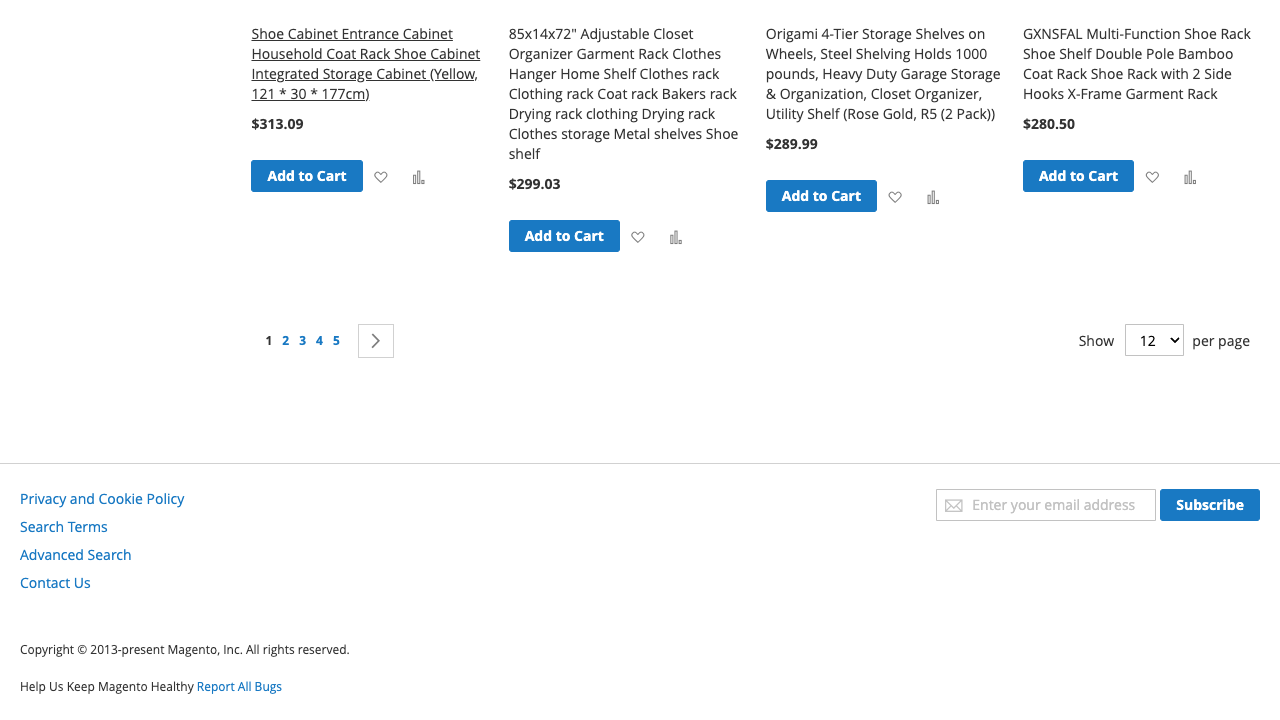 Shoe Cabinet Entrance Cabinet
Household Coat Rack Shoe Cabinet
Integrated Storage Cabinet (Yellow,
121 * 30 * 177cm)
$313.09
Add to Cart
85x14x72" Adjustable Closet
Organizer Garment Rack Clothes
Hanger Home Shelf Clothes rack
Clothing rack Coat rack Bakers rack
Drying rack clothing Drying rack
Clothes storage Metal shelves Shoe
shelf
$299.03
Add to Cart
Origami 4-Tier Storage Shelves on
Wheels, Steel Shelving Holds 1000
pounds, Heavy Duty Garage Storage
& Organization, Closet Organizer,
Utility Shelf (Rose Gold, R5 (2 Pack))
$289.99
Add to Cart
GXNSFAL Multi-Function Shoe Rack
Shoe Shelf Double Pole Bamboo
Coat Rack Shoe Rack with 2 Side
Hooks X-Frame Garment Rack
$280.50
Add to Cart
1 2 3 4 5
Show 12 per page
Privacy and Cookie Policy
Search Terms
Advanced Search
Contact Us
Enter your email address
Subscribe
Copyright © 2013-present Magento, Inc. All rights reserved.
Help Us Keep Magento Healthy Report All Bugs